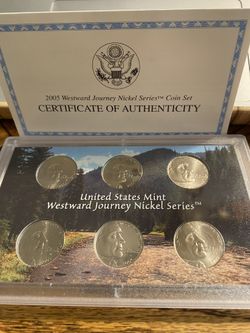 2005 Westward Journey Nickel Series™ Coin Set
CERTIFICATE OF AUTHENTICITY
United States Mint
Westward Journey Nickel Series™